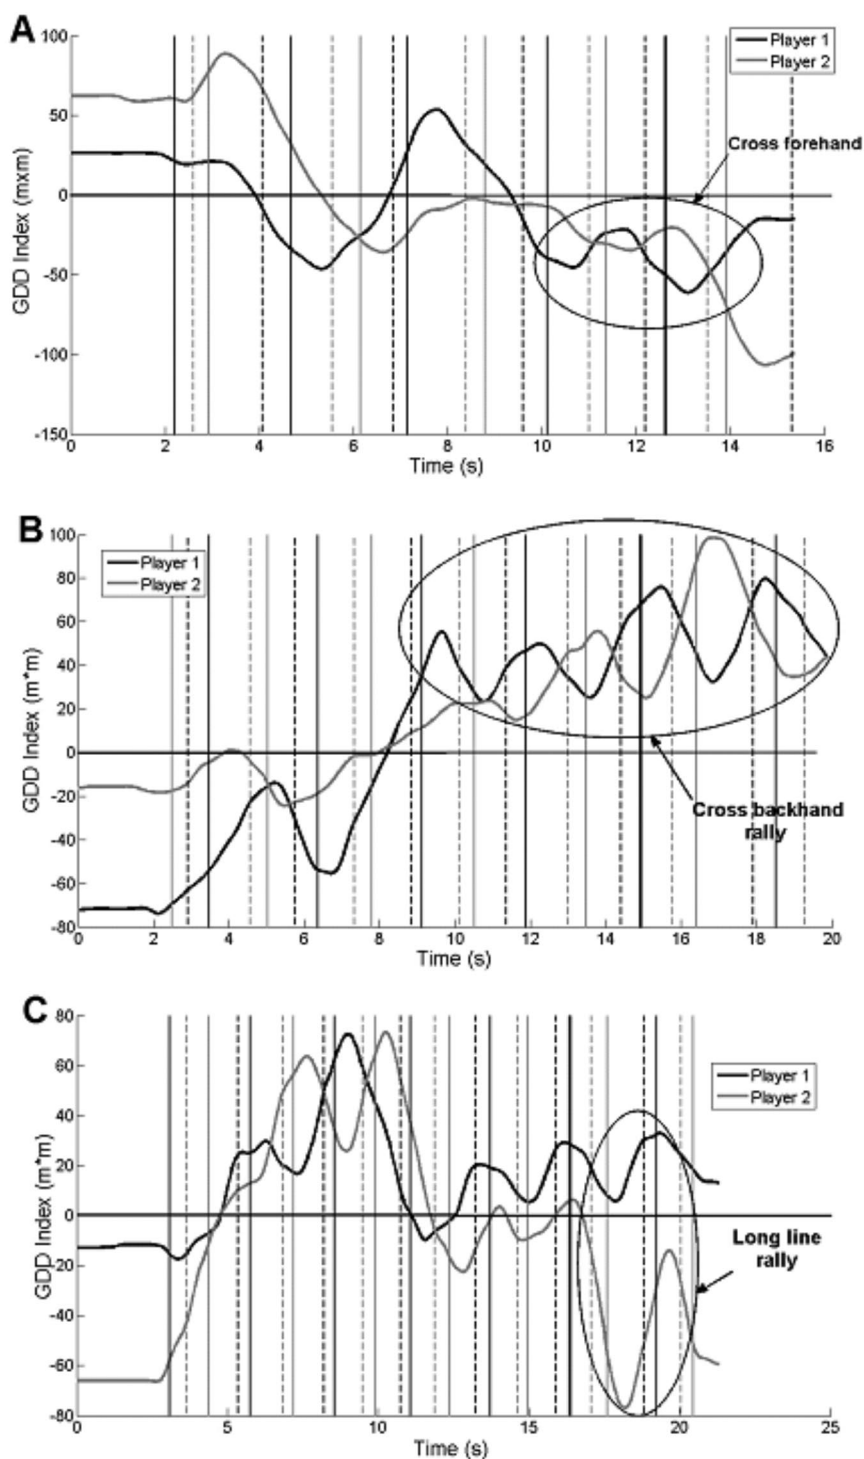 A
Player 1
Player 2
Cross forehand
GDD Index (mxm)
100
50
0
-50
-100
-150
0 2 4 6 8 10 12 14 16
Time (s)
B
Player 1
Player 2
GDD Index (m*m)
100
80
60
40
20
0
-20
-40
-60
-80
Cross backhand
rally
0 2 4 6 8 10 12 14 16 18 20
Time (s)
C
Player 1
Player 2
GDD Index (m*m)
80
60
40
20
0
-20
-40
-60
-80
Long line
rally
0 5 10 15 20 25
Time (s)